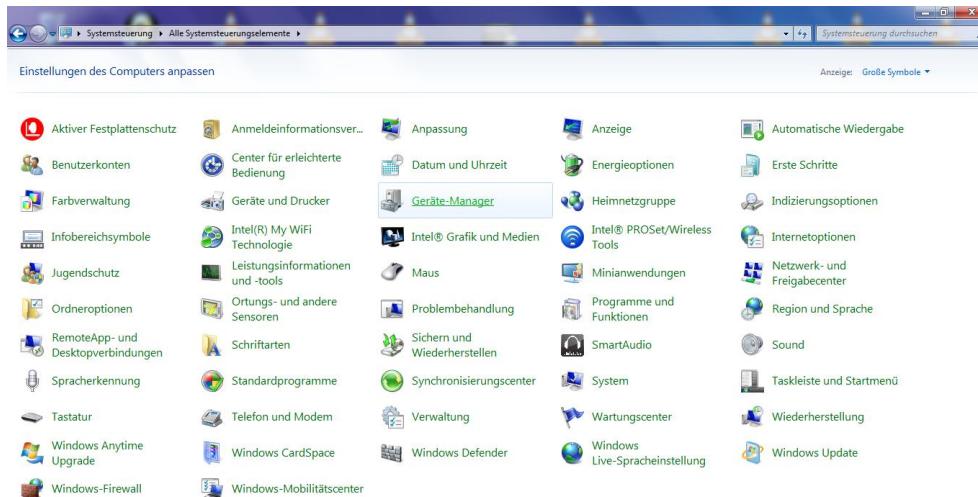 Systemsteuerung ▸ Alle Systemsteuerungselemente ▸
Systemsteuerung durchsuchen
Einstellungen des Computers anpassen
Anzeige: Große Symbole
Aktiver Festplattenschutz
Anmeldeinformationsver...
Anpassung
Anzeige
Automatische Wiedergabe
Benutzerkonten
Center für erleichterte
Bedienung
Datum und Uhrzeit
Energieoptionen
Erste Schritte
Farbverwaltung
Geräte und Drucker
Geräte-Manager
Heimnetzgruppe
Indizierungsoptionen
Infobereichsymbole
Intel(R) My WiFi
Technologie
Intel® Grafik und Medien
Intel® PROSet/Wireless
Tools
Internetoptionen
Jugendschutz
Leistungsinformationen
und -tools
Maus
Minianwendungen
Netzwerk- und
Freigabecenter
Ordneroptionen
Ortungs- und andere
Sensoren
Problembehandlung
Programme und
Funktionen
Region und Sprache
RemoteApp- und
Desktopverbindungen
Schriftarten
Sichern und
Wiederherstellen
SmartAudio
Sound
Spracherkennung
Standardprogramme
Synchronisierungscenter
System
Taskleiste und Startmenü
Tastatur
Telefon und Modem
Verwaltung
Wartungscenter
Wiederherstellung
Windows Anytime
Upgrade
Windows CardSpace
Windows Defender
Windows
Live-Spracheinstellung
Windows Update
Windows-Firewall
Windows-Mobilitätscenter